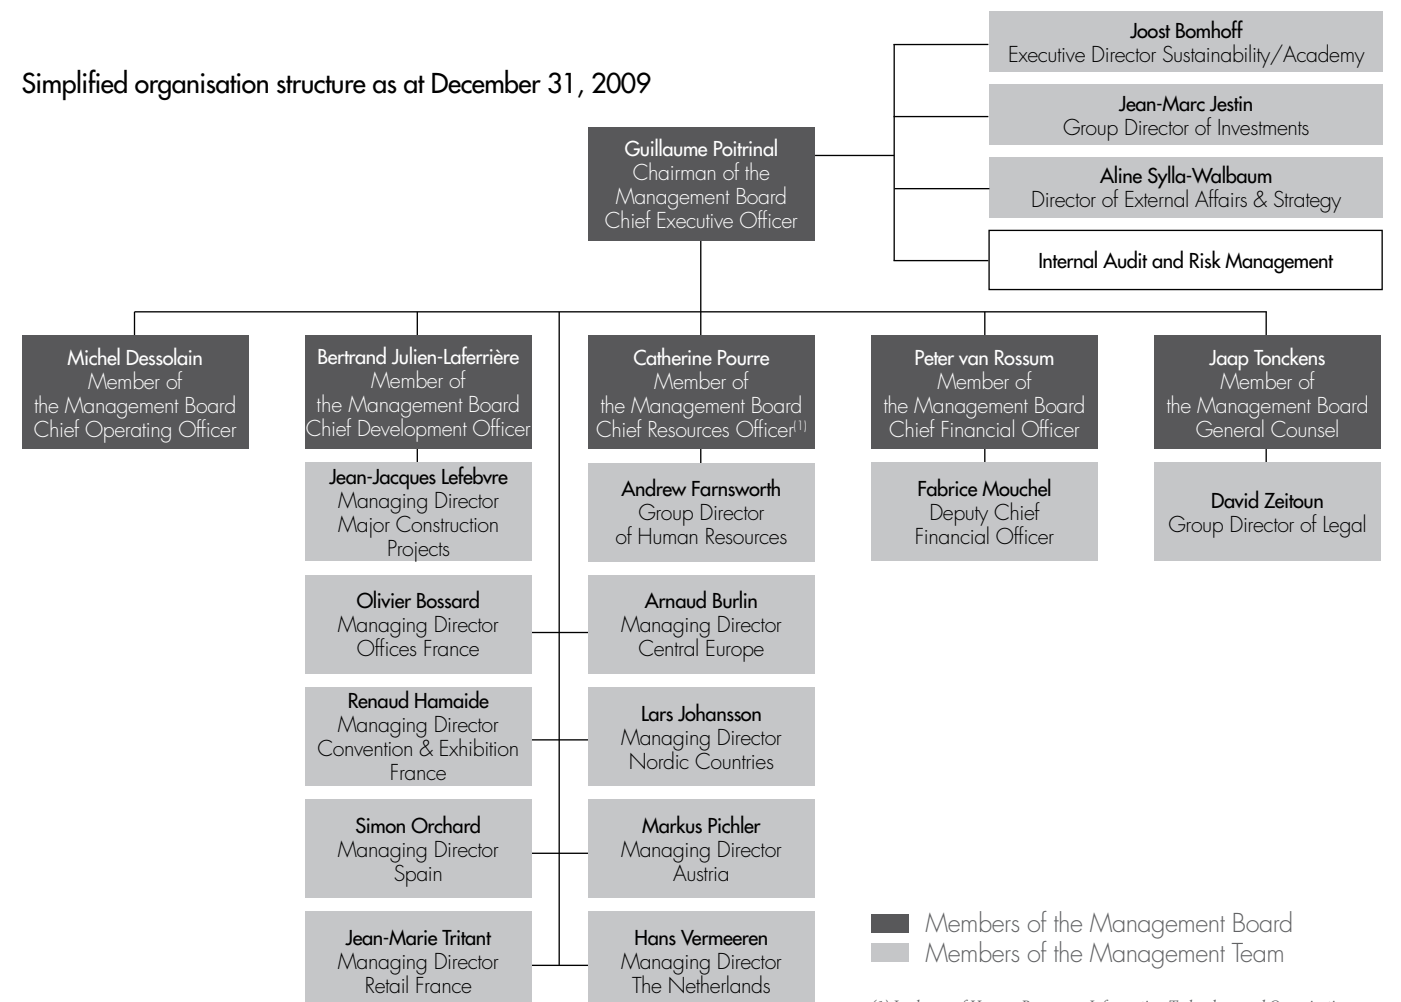 Simplified organisation structure as at December 31, 2009
Joost Bomhoff
Executive Director Sustainability/Academy
Jean-Marc Jestin
Group Director of Investments
Aline Sylla-Walbaum
Director of External Affairs & Strategy
Internal Audit and Risk Management
Guillaume Poitrinal
Chairman of the
Management Board
Chief Executive Officer
Michel Dessolain
Member of
the Management Board
Chief Operating Officer
Bertrand Julien-Laferrière
Member of
the Management Board
Chief Development Officer
Catherine Pourre
Member of
the Management Board
Chief Resources Officer(1)
Peter van Rossum
Member of
the Management Board
Chief Financial Officer
Jaap Tonckens
Member of
the Management Board
General Counsel
Jean-Jacques Lefebvre
Managing Director
Major Construction
Projects
Andrew Farnsworth
Group Director
of Human Resources
Fabrice Mouchel
Deputy Chief
Financial Officer
David Zeitoun
Group Director of Legal
Olivier Bossard
Managing Director
Offices France
Arnaud Burlin
Managing Director
Central Europe
Renaud Hamaide
Managing Director
Convention & Exhibition
France
Lars Johansson
Managing Director
Nordic Countries
Simon Orchard
Managing Director
Spain
Markus Pichler
Managing Director
Austria
Jean-Marie Tritant
Managing Director
Retail France
Hans Vermeeren
Managing Director
The Netherlands
Members of the Management Board
Members of the Management Team